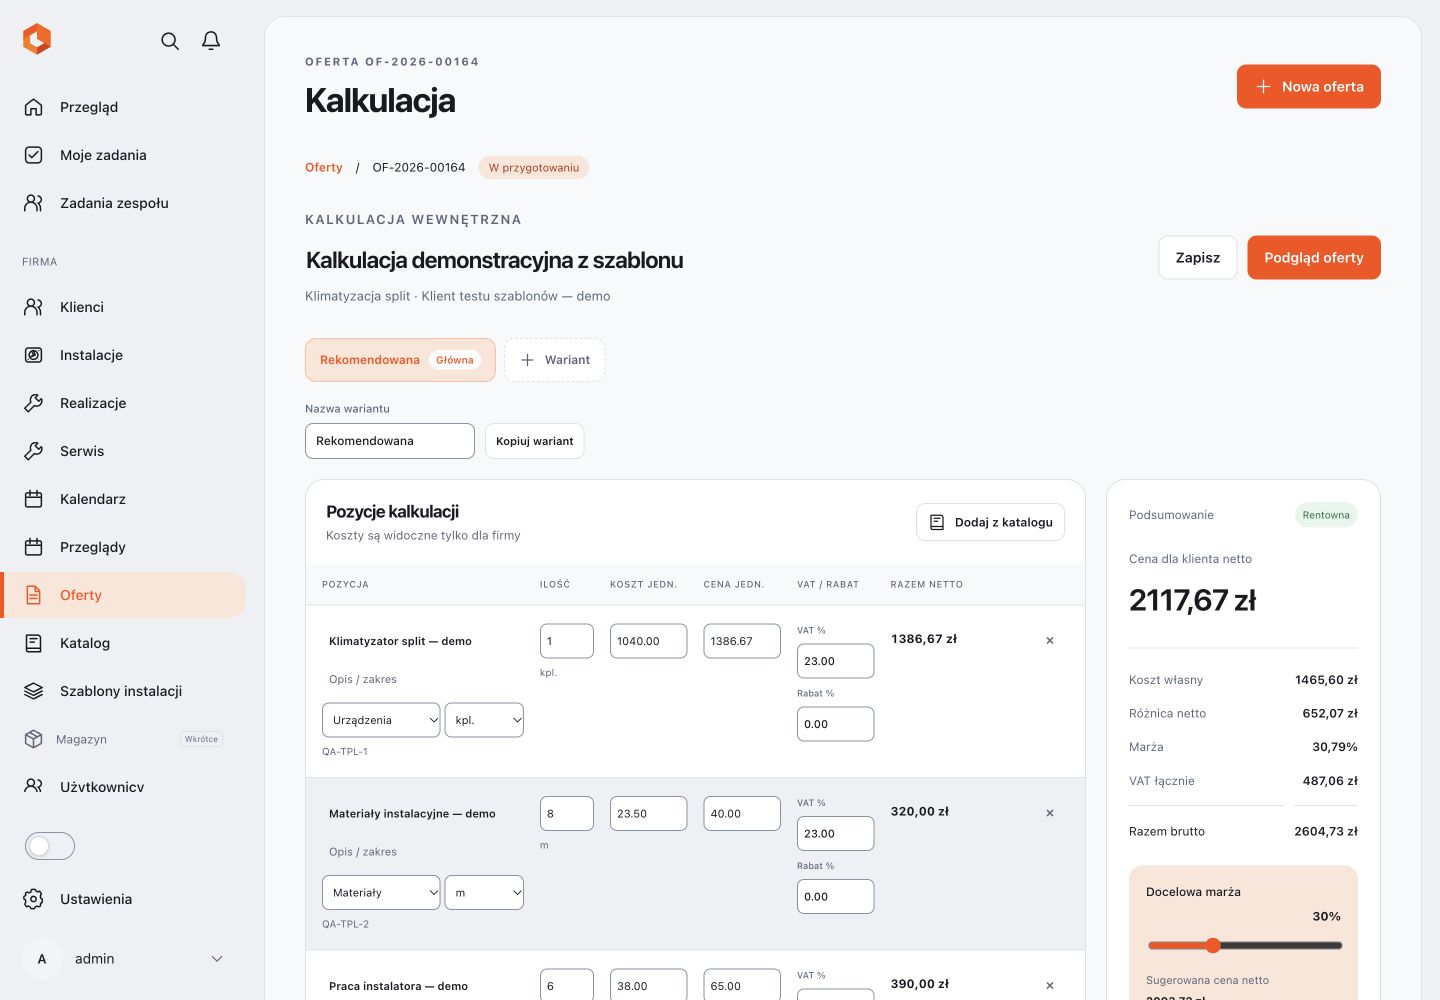 Przegląd
Moje zadania
Zadania zespołu
FIRMA
Klienci
Instalacje
Realizacje
Serwis
Kalendarz
Przeglądy
Oferty
Katalog
Szablony instalacji
Magazyn Wkrótce
Użytkownicy
Ustawienia
A admin
OFERTA OF-2026-00164
Kalkulacja
Nowa oferta
Oferty / OF-2026-00164 W przygotowaniu
KALKULACJA WEWNĘTRZNA
Kalkulacja demonstracyjna z szablonu
Klimatyzacja split · Klient testu szablonów — demo
Zapisz Podgląd oferty
Rekomendowana Główna Wariant
Nazwa wariantu
Rekomendowana Kopiuj wariant
Pozycje kalkulacji
Koszty są widoczne tylko dla firmy
Dodaj z katalogu
POZYCJA ILOŚĆ KOSZT JEDN. CENA JEDN. VAT / RABAT RAZEM NETTO
Klimatyzator split — demo 1 1040.00 1386.67 VAT % 1386,67 zł ×
23.00
kpl.
Opis / zakres
Rabat %
Urządzenia kpl. 0.00
QA-TPL-1
Materiały instalacyjne — demo 8 23.50 40.00 VAT % 320,00 zł ×
23.00
m
Opis / zakres
Rabat %
Materiały m 0.00
QA-TPL-2
Praca instalatora — demo 6 38.00 65.00 VAT % 390,00 zł ×
Podsumowanie Rentowna
Cena dla klienta netto
2117,67 zł
Koszt własny 1465,60 zł
Różnica netto 652,07 zł
Marża 30,79%
VAT łącznie 487,06 zł
Razem brutto 2604,73 zł
Docelowa marża
30%
Sugerowana cena netto